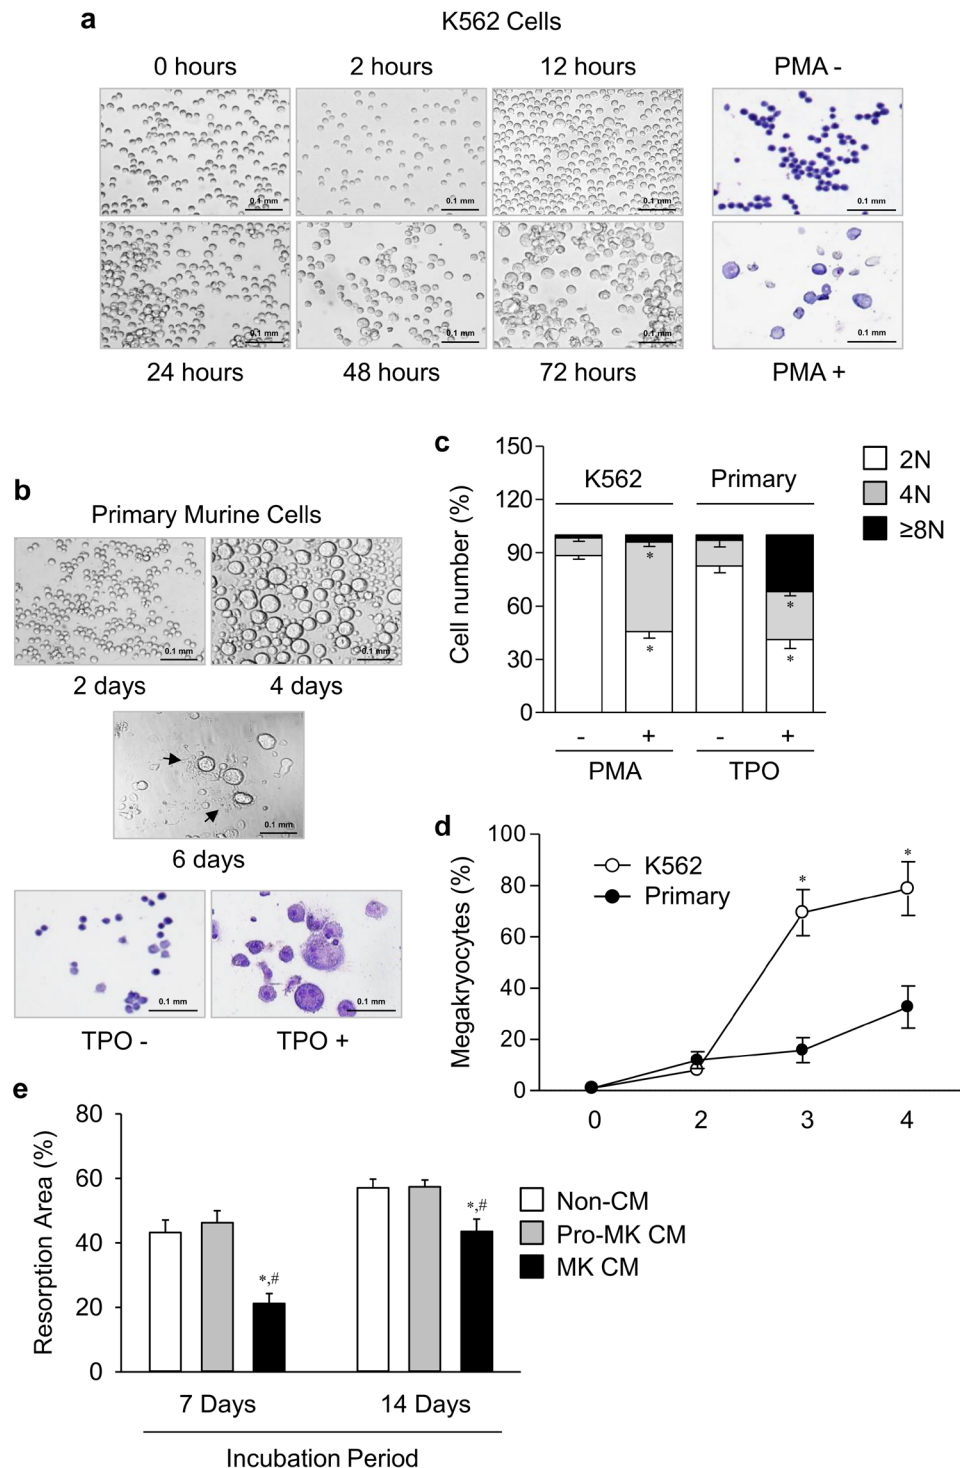 a
K562 Cells
0 hours 2 hours 12 hours PMA -
0.1 mm 0.1 mm 0.1 mm 0.1 mm
0.1 mm 0.1 mm 0.1 mm 0.1 mm
24 hours 48 hours 72 hours PMA +
b
Primary Murine Cells
0.1 mm 0.1 mm
2 days 4 days
0.1 mm
6 days
0.1 mm 0.1 mm
TPO - TPO +
c
Cell number (%)
150
120
90
60
30
0
K562 Primary
* * * *
- + - +
PMA TPO
2N
4N
≥8N
d
Megakryocytes (%)
100
80
60
40
20
0
K562
Primary
* *
0 2 3 4
e
Resorption Area (%)
80
60
40
20
0
*,# *,#
Non-CM
Pro-MK CM
MK CM
7 Days 14 Days
Incubation Period